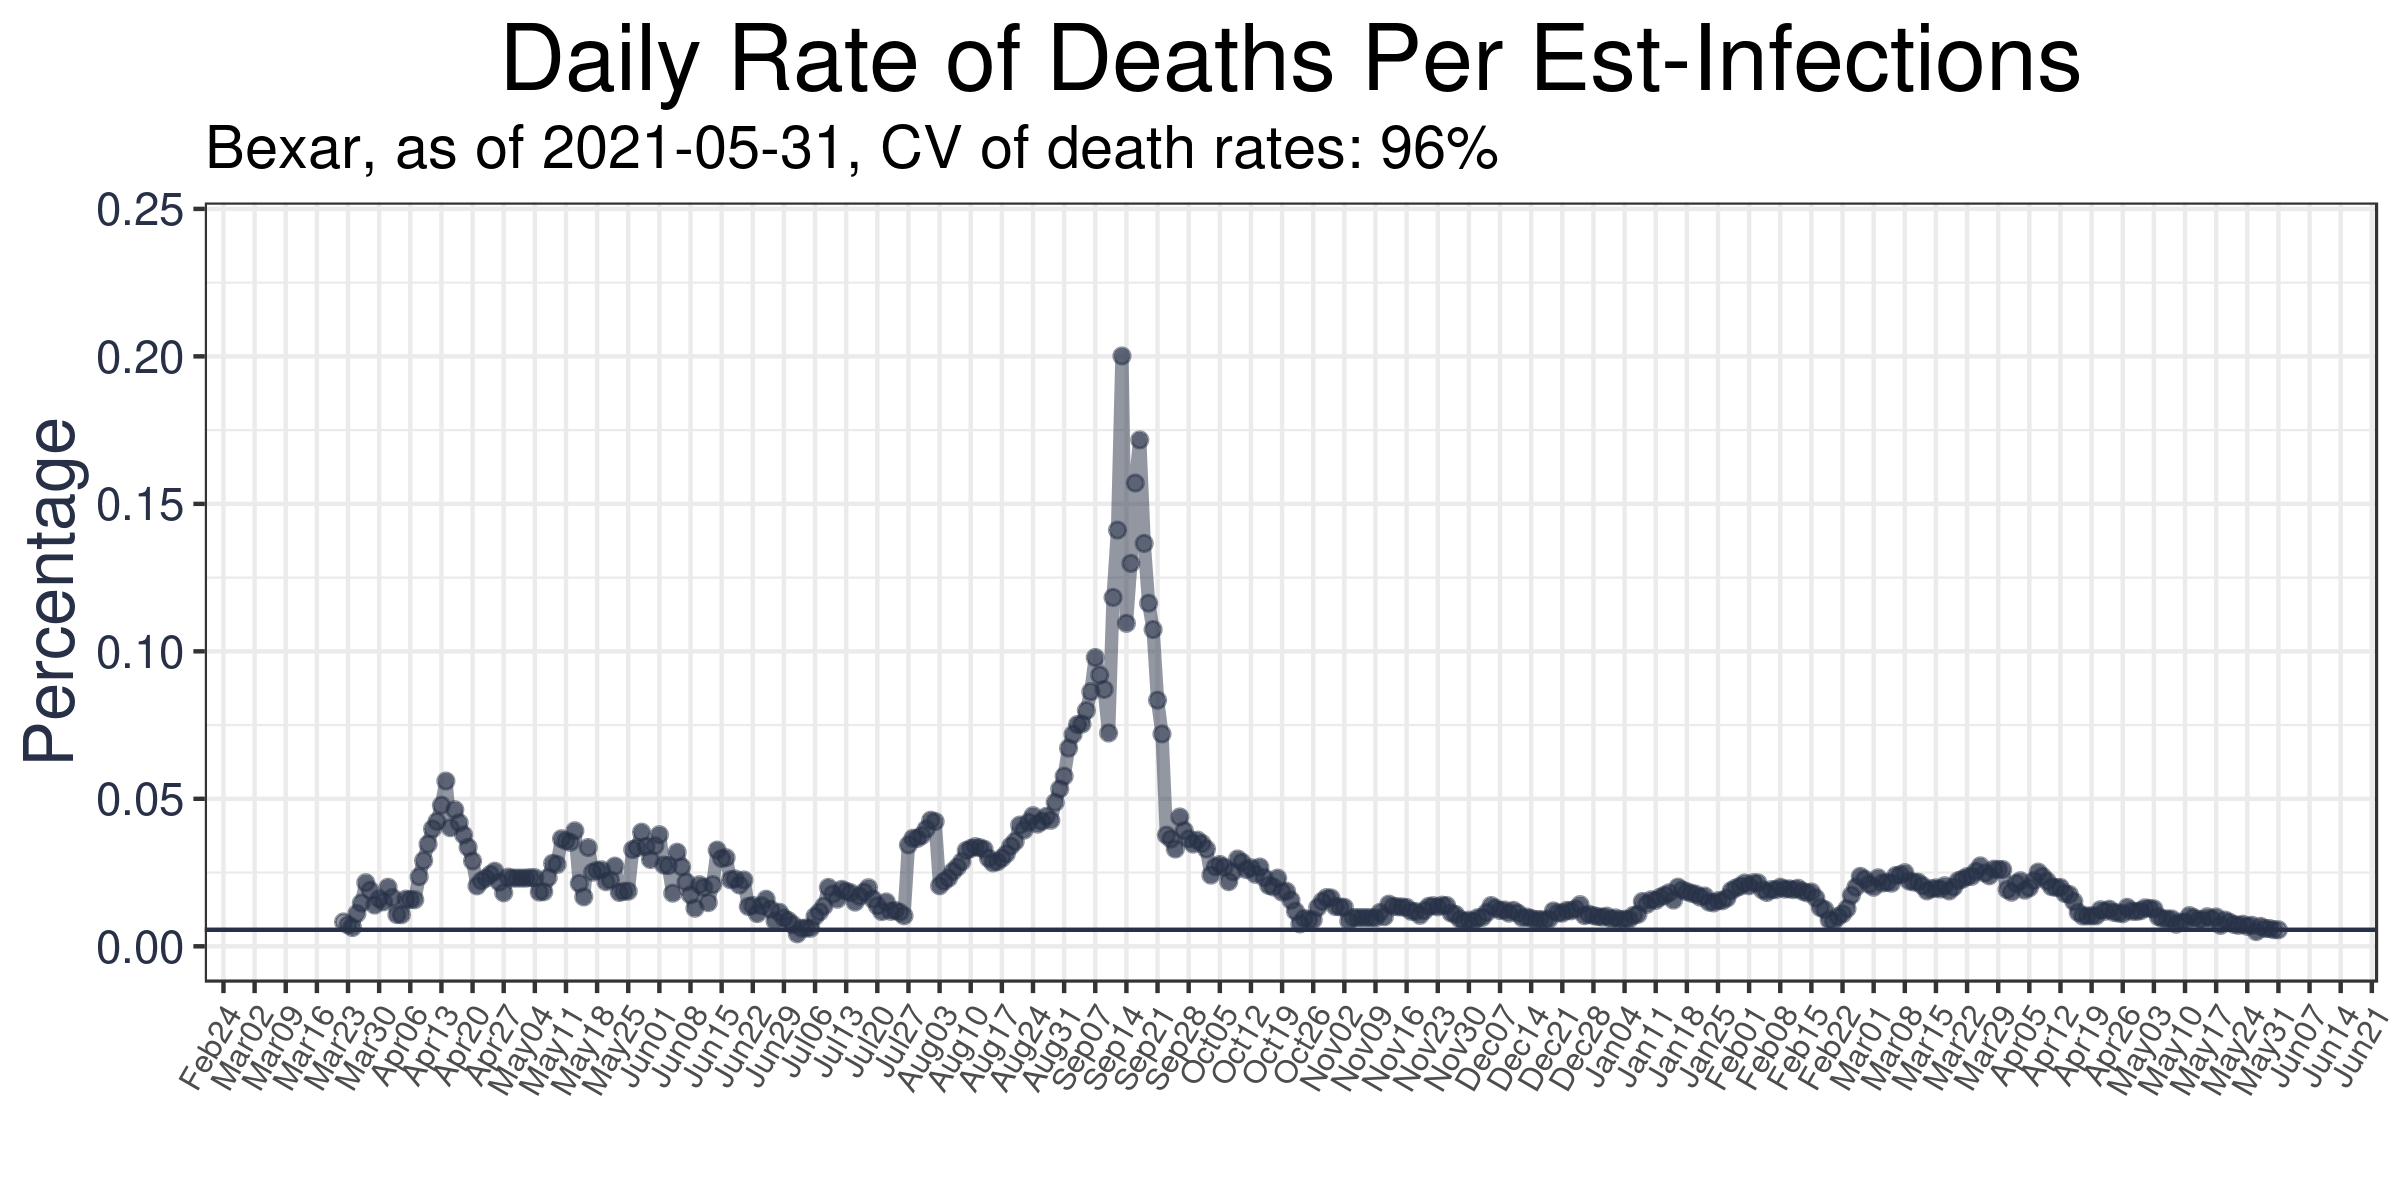 Daily Rate of Deaths Per Est-Infections
Bexar, as of 2021-05-31, CV of death rates: 96%
Percentage
0.25
0.20
0.15
0.10
0.05
0.00
Feb24
Mar02
Mar09
Mar16
Mar23
Mar30
Apr06
Apr13
Apr20
Apr27
May04
May11
May18
May25
Jun01
Jun08
Jun15
Jun22
Jun29
Jul06
Jul13
Jul20
Jul27
Aug03
Aug10
Aug17
Aug24
Aug31
Sep07
Sep14
Sep21
Sep28
Oct05
Oct12
Oct19
Oct26
Nov02
Nov09
Nov16
Nov23
Nov30
Dec07
Dec14
Dec21
Dec28
Jan04
Jan11
Jan18
Jan25
Feb01
Feb08
Feb15
Feb22
Mar01
Mar08
Mar15
Mar22
Mar29
Apr05
Apr12
Apr19
Apr26
May03
May10
May17
May24
May31
Jun07
Jun14
Jun21